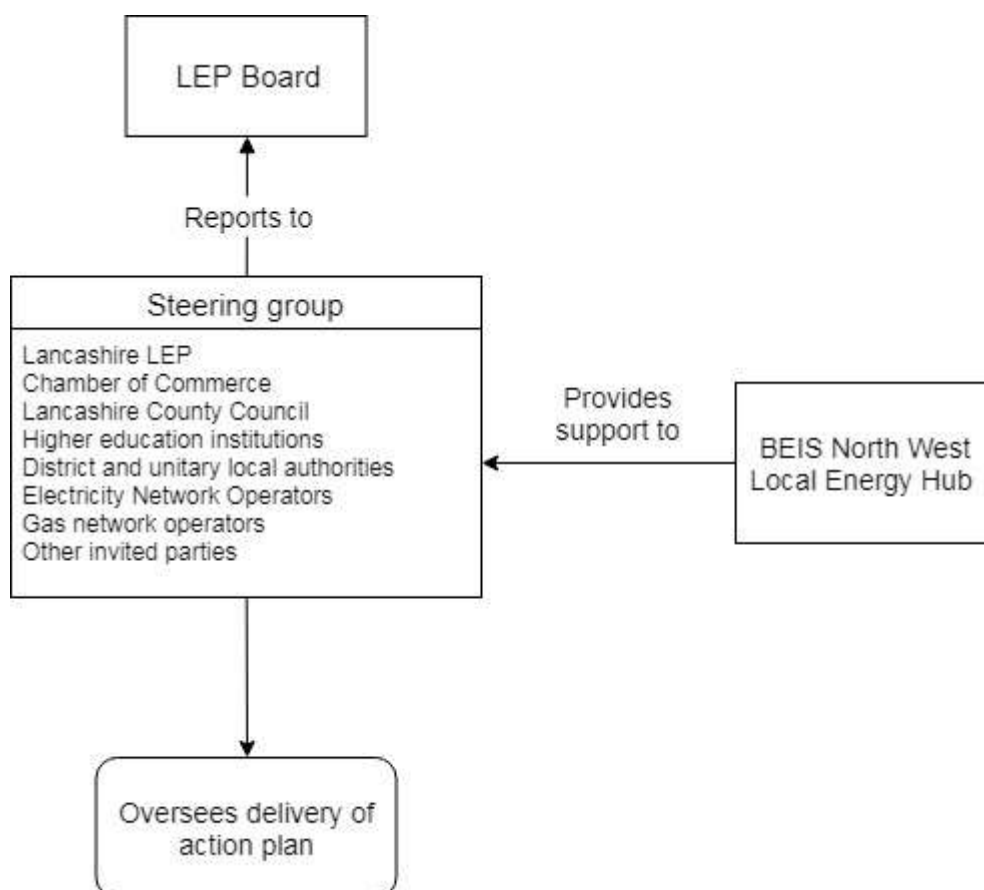 LEP Board
Reports to
Steering group
Lancashire LEP
Chamber of Commerce
Lancashire County Council
Higher education institutions
District and unitary local authorities
Electricity Network Operators
Gas network operators
Other invited parties
Provides
support to
BEIS North West
Local Energy Hub
Oversees delivery of
action plan